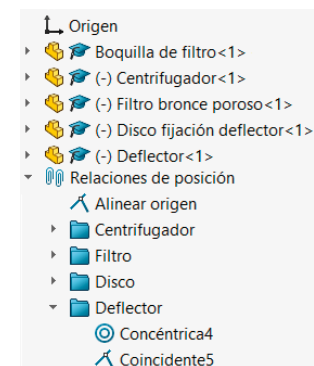 Origen
Boquilla de filtro<1>
(-) Centrifugador<1>
(-) Filtro bronce poroso<1>
(-) Disco fijación deflector<1>
(-) Deflector<1>
Relaciones de posición
Alinear origen
Centrifugador
Filtro
Disco
Deflector
Concéntrica4
Coincidente5